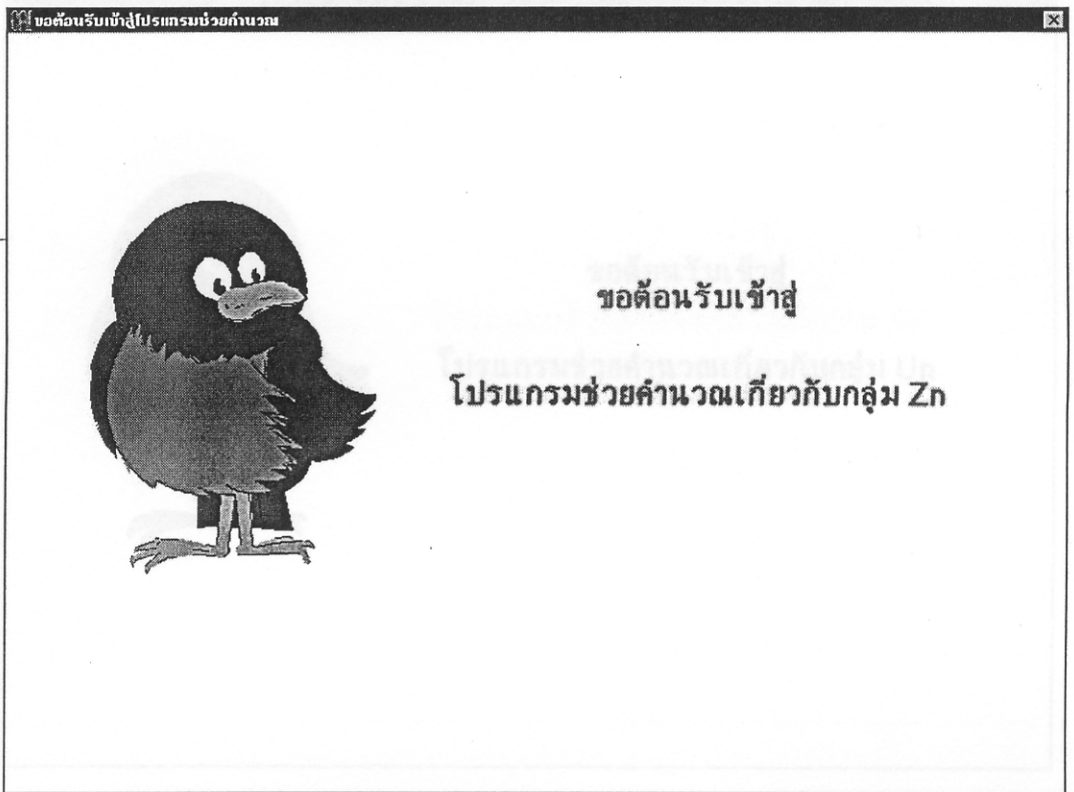 ขอต้อนรับเข้าสู่โปรแกรมช่วยคำนวณ
ขอต้อนรับเข้าสู่
โปรแกรมช่วยคำนวณเกี่ยวกับกลุ่ม Zn